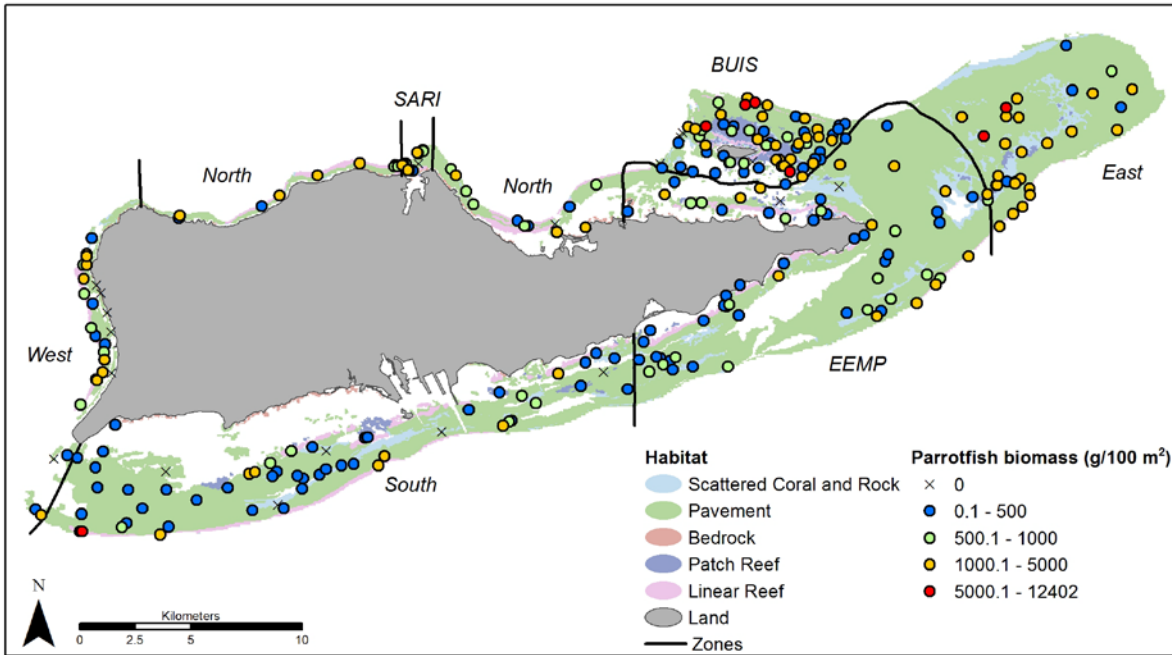 BUIS
SARI
North
North
East
West
EEMP
South
Habitat
Scattered Coral and Rock
Pavement
Bedrock
Patch Reef
Linear Reef
Land
Zones
Parrotfish biomass (g/100 m²)
0
0.1 - 500
500.1 - 1000
1000.1 - 5000
5000.1 - 12402
N
Kilometers
0 2.5 5 10